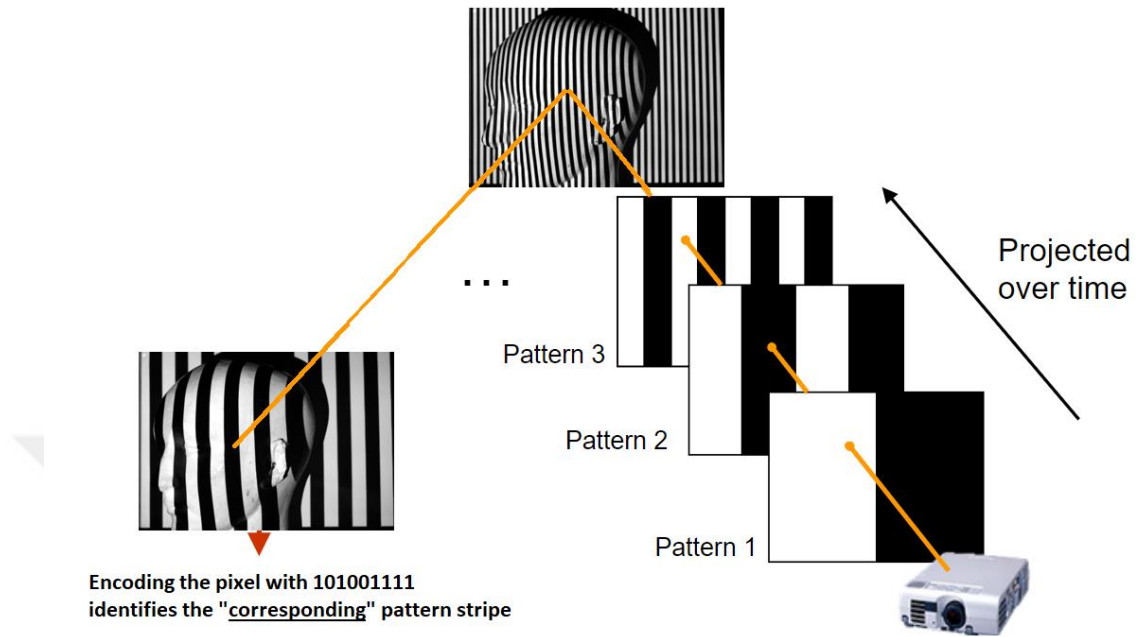 Projected
over time
...
Pattern 3
Pattern 2
Pattern 1
Encoding the pixel with 101001111
identifies the "corresponding" pattern stripe